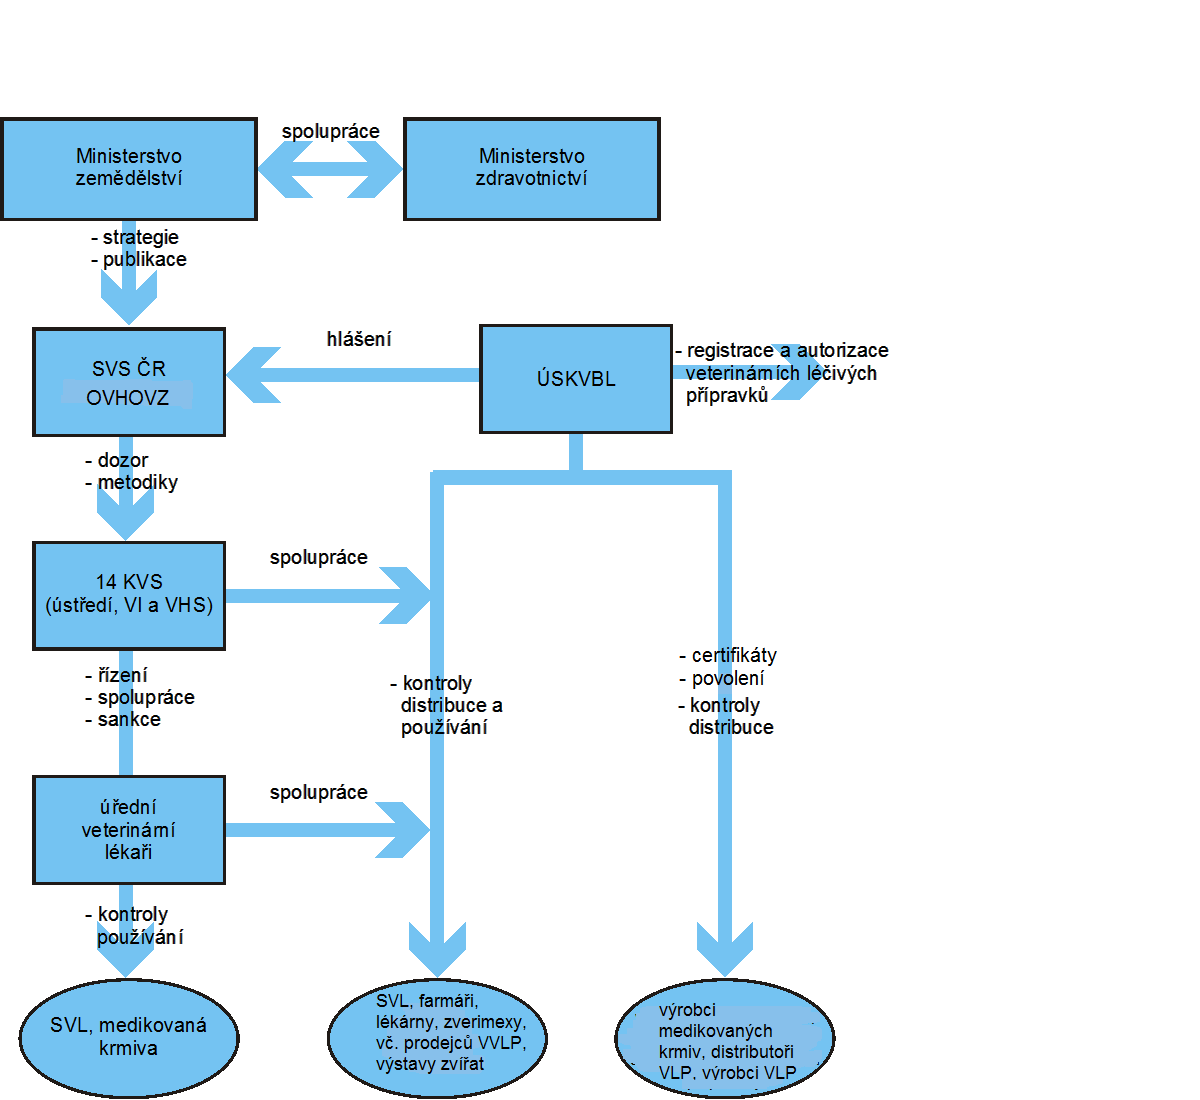 spolupráce
Ministerstvo
zemědělství
Ministerstvo
zdravotnictví
- strategie
- publikace
hlášení
SVS ČR
OVHOVZ
ÚSKVBL
- registrace a autorizace
veterinárních léčivých
přípravků
- dozor
- metodiky
spolupráce
14 KVS
(ústředí, VI a VHS)
- řízení
- spolupráce
- sankce
- kontroly
distribuce a
používání
- certifikáty
- povolení
- kontroly
distribuce
spolupráce
úřední
veterinární
lékaři
- kontroly
používání
SVL, medikovaná
krmiva
SVL, farmáři,
lékárny, zverimexy,
vč. prodejců VVLP,
výstavy zvířat
výrobci
medikovaných
krmiv, distributoři
VLP, výrobci VLP